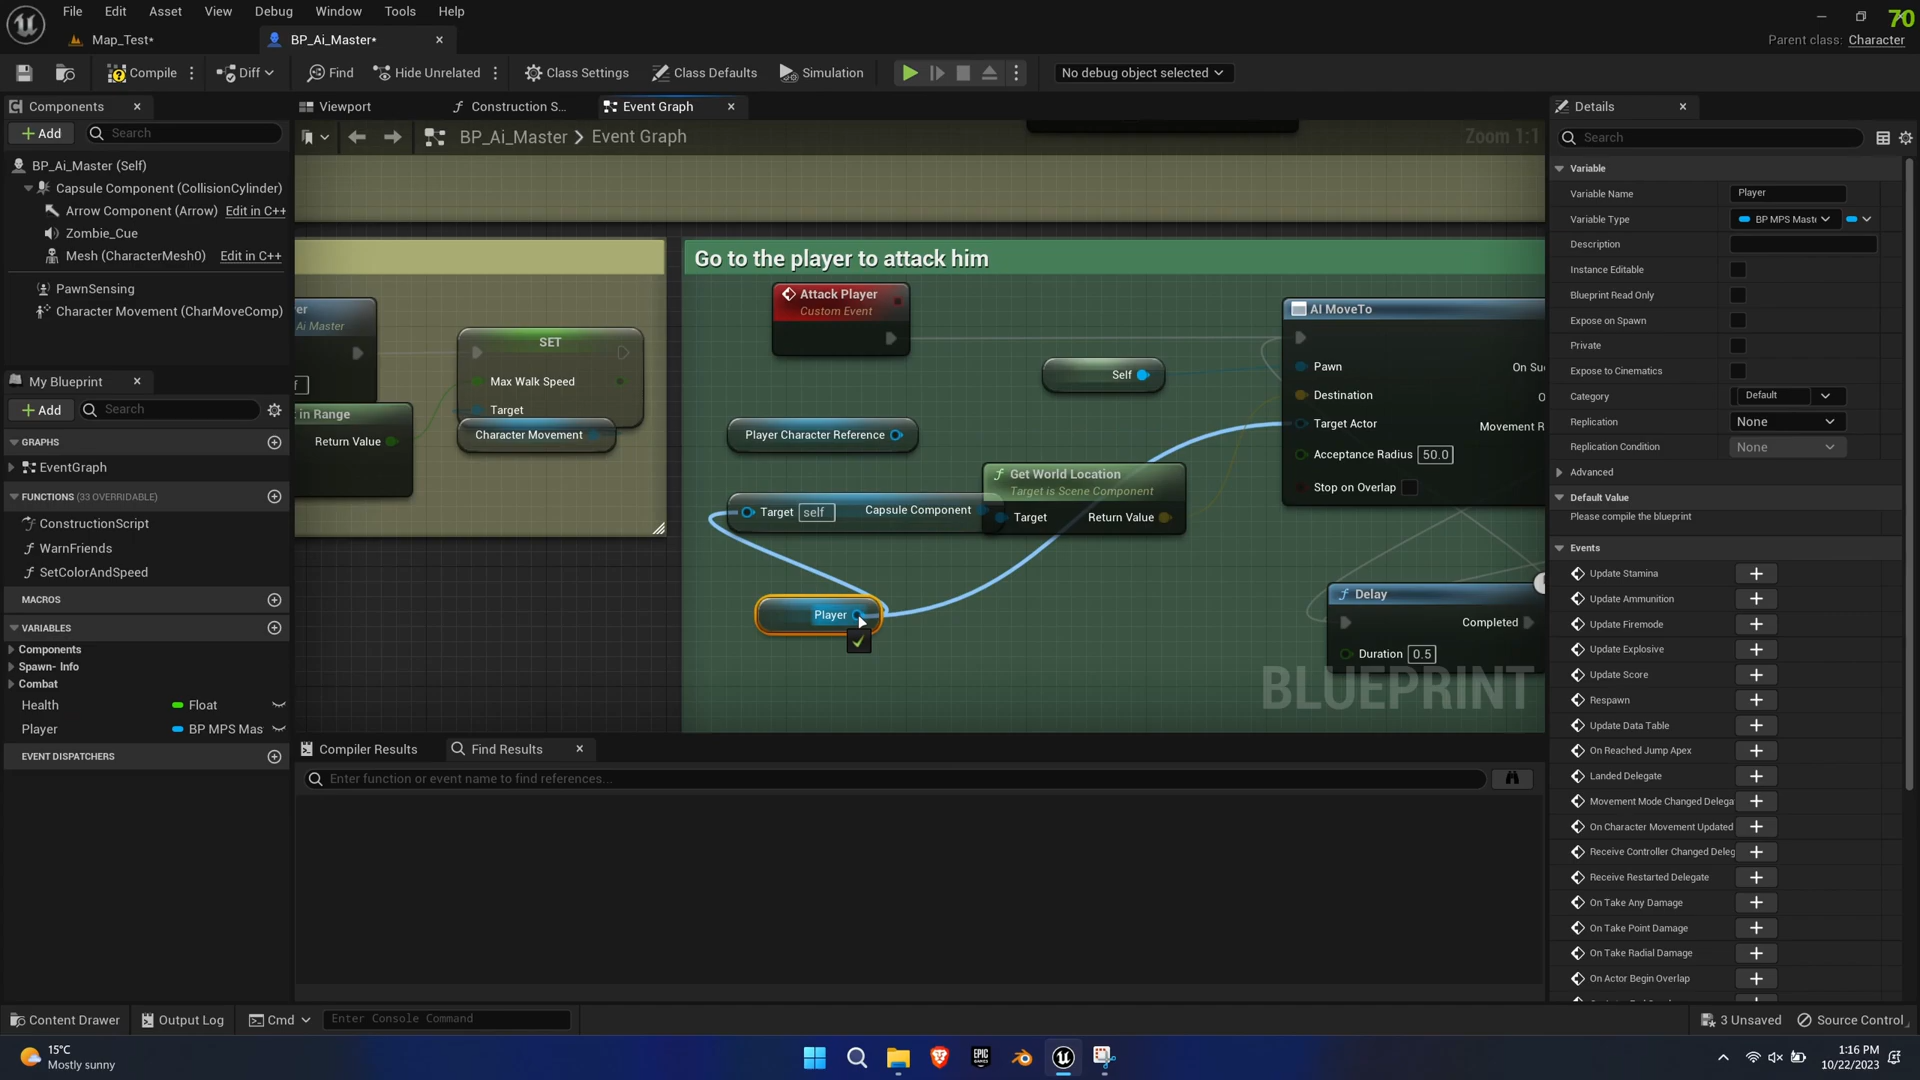 File Edit Asset View Debug Window Tools Help
70
Map_Test*
BP_Ai_Master*
Parent class: Character
Compile
Diff
Find
Hide Unrelated
Class Settings
Class Defaults
Simulation
No debug object selected
Components
Viewport
Construction S...
Event Graph
Details
Add
Search
BP_Ai_Master > Event Graph
Zoom 1:1
Search
BP_Ai_Master (Self)
Capsule Component (CollisionCylinder)
Arrow Component (Arrow) Edit in C++
Zombie_Cue
Mesh (CharacterMesh0) Edit in C++
PawnSensing
Character Movement (CharMoveComp)
My Blueprint
Add
Search
GRAPHS
EventGraph
FUNCTIONS (33 OVERRIDABLE)
ConstructionScript
WarnFriends
SetColorAndSpeed
MACROS
VARIABLES
Components
Spawn- Info
Combat
Health Float
Player BP MPS Mas
EVENT DISPATCHERS
Ai Master
in Range
Return Value
SET
Max Walk Speed
Target
Character Movement
Go to the player to attack him
Attack Player
Custom Event
Self
Player Character Reference
Target self Capsule Component
Get World Location
Target is Scene Component
Target Return Value
Player
AI MoveTo
Pawn
On Su
Destination
Target Actor
Movement R
Acceptance Radius 50.0
Stop on Overlap
Delay
Completed
Duration 0.5
BLUEPRINT
Compiler Results
Find Results
Enter function or event name to find references...
Variable
Variable Name Player
Variable Type BP MPS Maste
Description
Instance Editable
Blueprint Read Only
Expose on Spawn
Private
Expose to Cinematics
Category Default
Replication None
Replication Condition None
Advanced
Default Value
Please compile the blueprint
Events
Update Stamina
Update Ammunition
Update Firemode
Update Explosive
Update Score
Respawn
Update Data Table
On Reached Jump Apex
Landed Delegate
Movement Mode Changed Delega
On Character Movement Updated
Receive Controller Changed Deleg
Receive Restarted Delegate
On Take Any Damage
On Take Point Damage
On Take Radial Damage
On Actor Begin Overlap
Content Drawer
Output Log
Cmd
Enter Console Command
3 Unsaved
Source Control
15°C
Mostly sunny
EPIC
GAMES
1:16 PM
10/22/2023